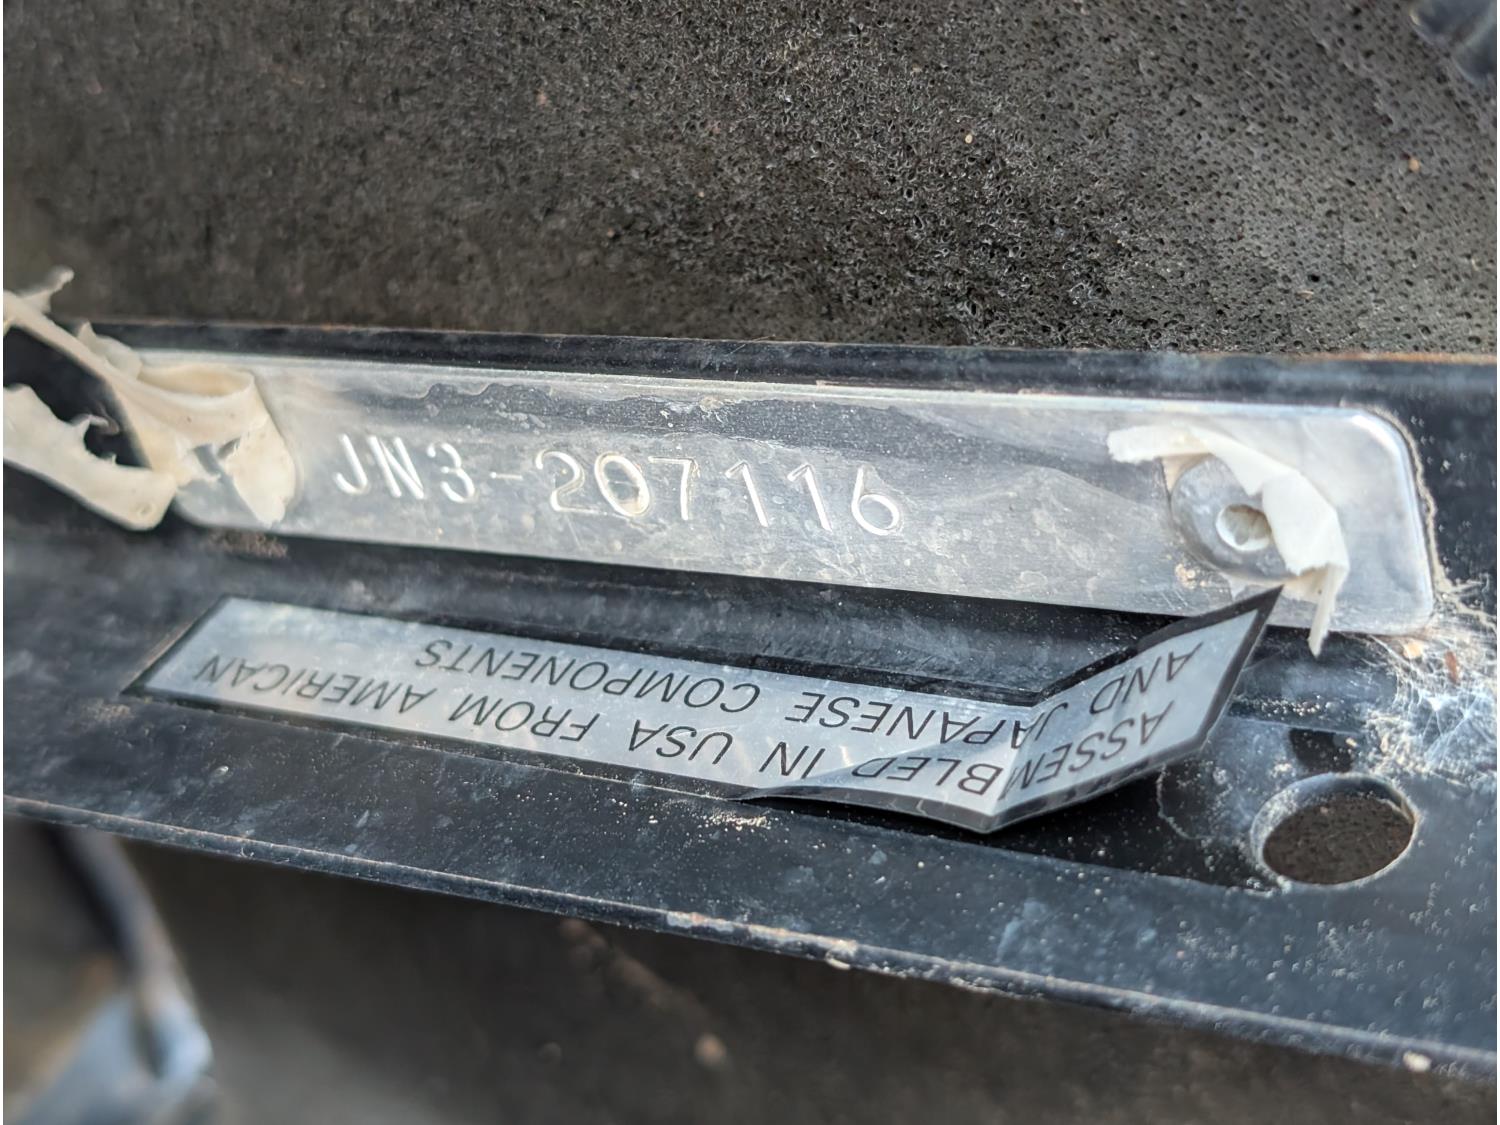 JN3-207116
ASSEMBLED IN USA FROM AMERICAN
AND JAPANESE COMPONENTS